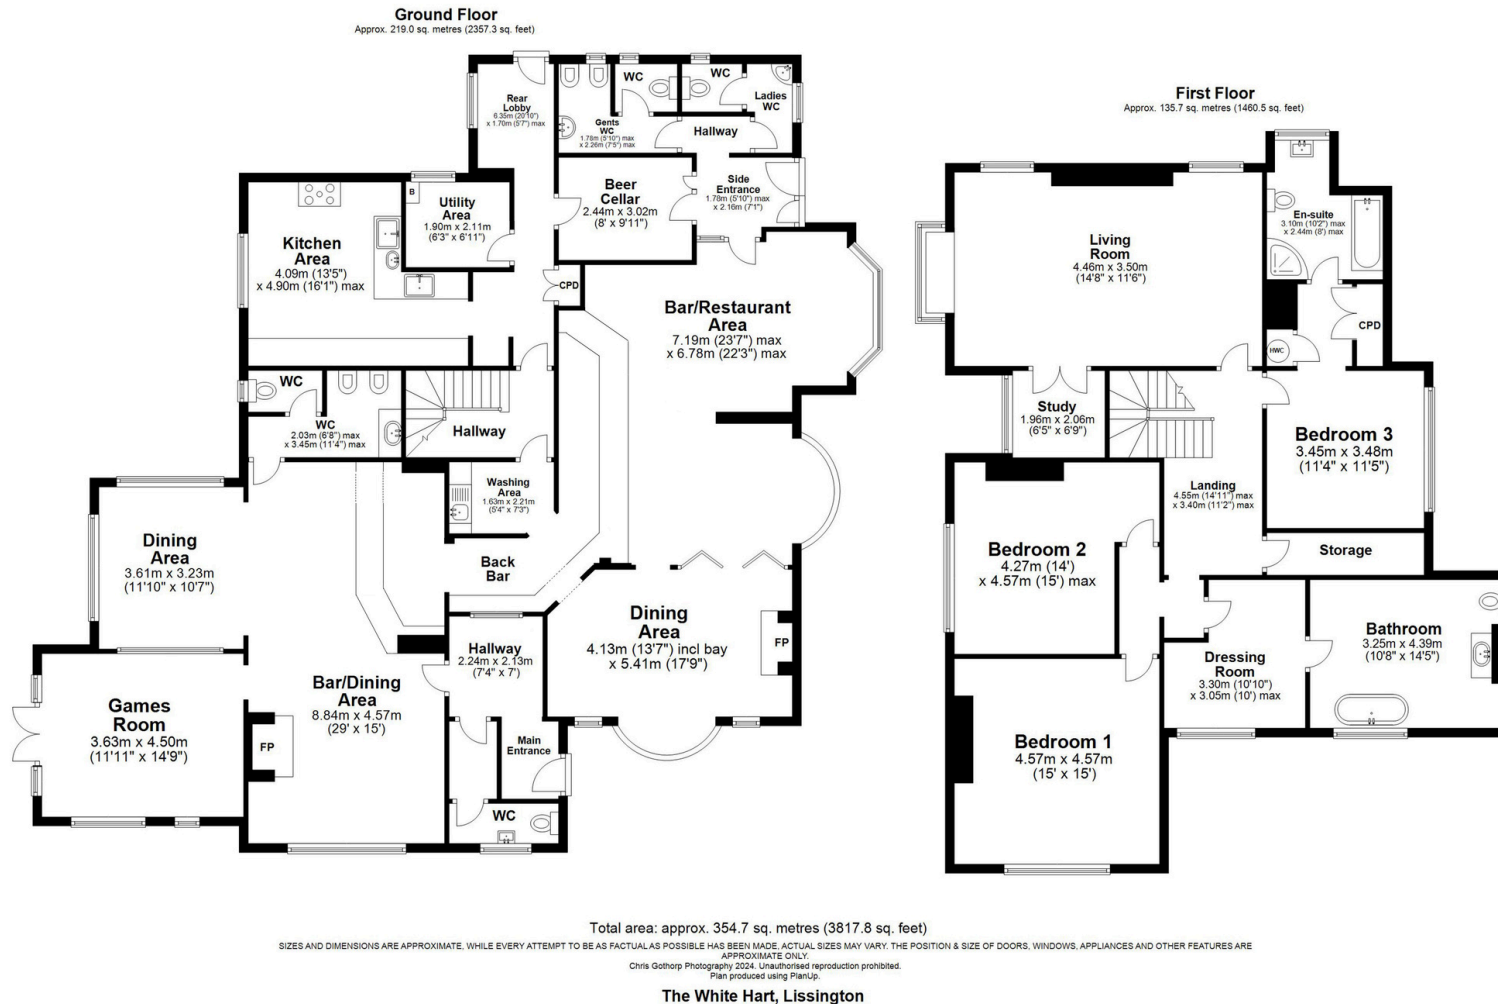 Ground Floor
Approx. 219.0 sq. metres (2357.3 sq. feet)
Rear
Lobby
6.35m (20'10")
x 1.70m (5'7") max
WC
Gents
WC
1.78m (5'10") max
x 2.26m (7'5") max
WC
Ladies
WC
Hallway
Side
Entrance
1.78m (5'10") max
x 2.16m (7'1")
Beer
Cellar
2.44m x 3.02m
(8' x 9'11")
B
Utility
Area
1.90m x 2.11m
(6'3" x 6'11")
Kitchen
Area
4.09m (13'5")
x 4.90m (16'1") max
CPD
Bar/Restaurant
Area
7.19m (23'7") max
x 6.78m (22'3") max
WC
WC
2.03m (6'8") max
x 3.45m (11'4") max
Hallway
Washing
Area
1.63m x 2.21m
(5'4" x 7'3")
Back
Bar
Dining
Area
3.61m x 3.23m
(11'10" x 10'7")
Dining
Area
4.13m (13'7") incl bay
x 5.41m (17'9")
FP
Hallway
2.24m x 2.13m
(7'4" x 7')
Games
Room
3.63m x 4.50m
(11'11" x 14'9")
FP
Bar/Dining
Area
8.84m x 4.57m
(29' x 15')
Main
Entrance
WC
First Floor
Approx. 135.7 sq. metres (1460.5 sq. feet)
En-suite
3.10m (10'2") max
x 2.44m (8') max
Living
Room
4.46m x 3.50m
(14'8" x 11'6")
CPD
HWC
Study
1.96m x 2.06m
(6'5" x 6'9")
Bedroom 3
3.45m x 3.48m
(11'4" x 11'5")
Landing
4.55m (14'11") max
x 3.40m (11'2") max
Storage
Bedroom 2
4.27m (14')
x 4.57m (15') max
Dressing
Room
3.30m (10'10")
x 3.05m (10') max
Bathroom
3.25m x 4.39m
(10'8" x 14'5")
Bedroom 1
4.57m x 4.57m
(15' x 15')
Total area: approx. 354.7 sq. metres (3817.8 sq. feet)
SIZES AND DIMENSIONS ARE APPROXIMATE, WHILE EVERY ATTEMPT TO BE AS FACTUAL AS POSSIBLE HAS BEEN MADE, ACTUAL SIZES MAY VARY. THE POSITION & SIZE OF DOORS, WINDOWS, APPLIANCES AND OTHER FEATURES ARE
APPROXIMATE ONLY.
Chris Gothorp Photography 2024. Unauthorised reproduction prohibited.
Plan produced using PlanUp.
The White Hart, Lissington